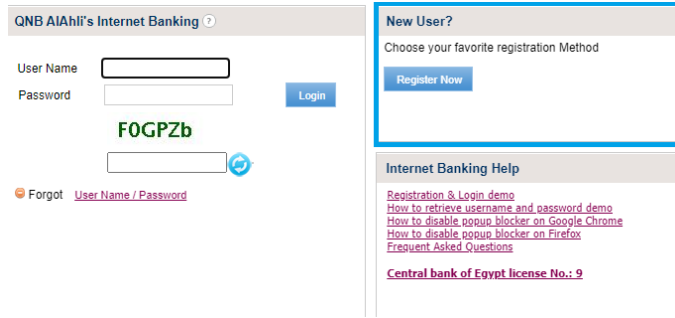 QNB AlAhli's Internet Banking ?
User Name
Password
Login
F0GPZb
Forgot User Name / Password
New User?
Choose your favorite registration Method
Register Now
Internet Banking Help
Registration & Login demo
How to retrieve username and password demo
How to disable popup blocker on Google Chrome
How to disable popup blocker on Firefox
Frequent Asked Questions
Central bank of Egypt license No.: 9